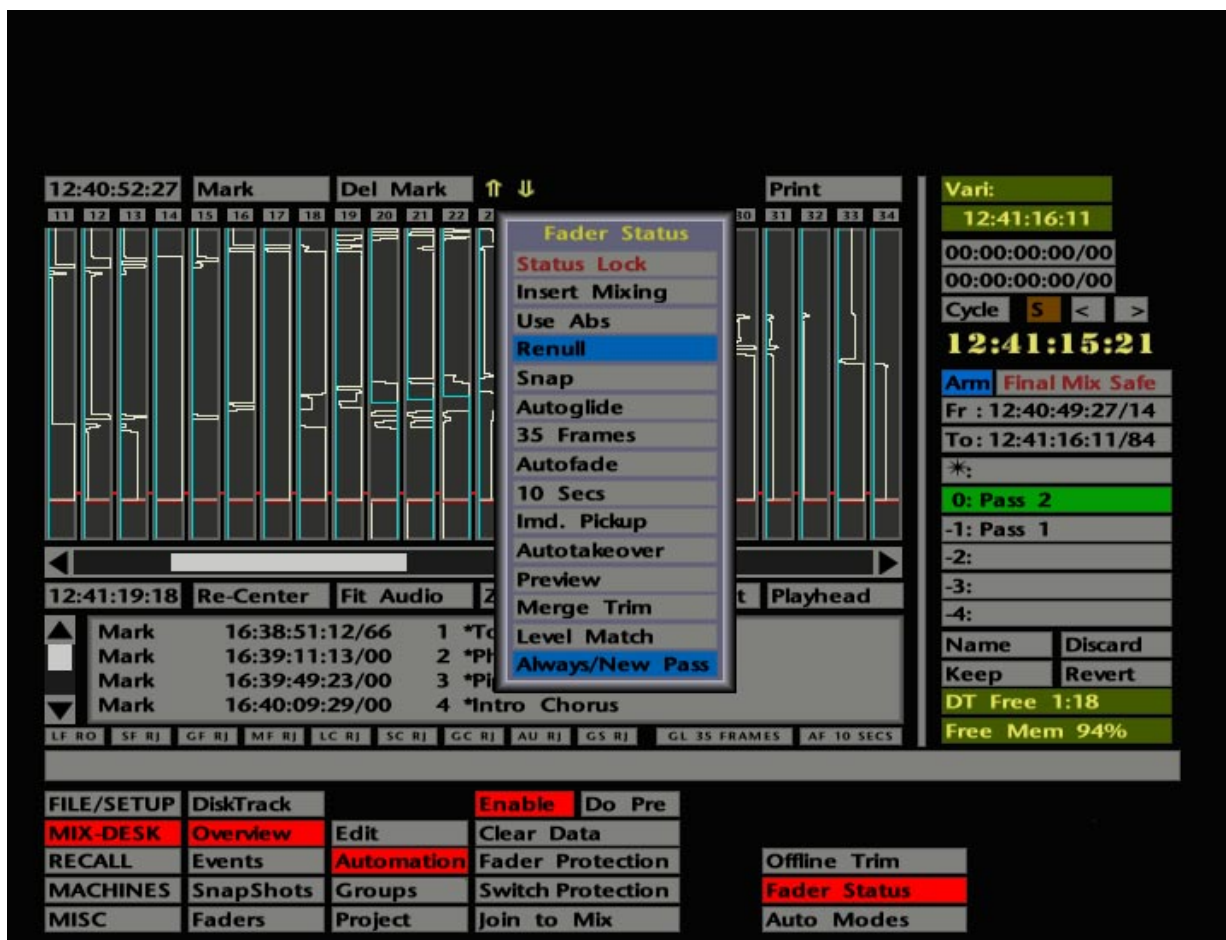 12:40:52:27 Mark Del Mark ⇑ ⇓ Print
11 12 13 14 15 16 17 18 19 20 21 22 30 31 32 33 34
Fader Status
Status Lock
Insert Mixing
Use Abs
Renull
Snap
Autoglide
35 Frames
Autofade
10 Secs
Imd. Pickup
Autotakeover
Preview
Merge Trim
Level Match
Always/New Pass
12:41:19:18 Re-Center Fit Audio Playhead
Mark 16:38:51:12/66 1
Mark 16:39:11:13/00 2
Mark 16:39:49:23/00 3
Mark 16:40:09:29/00 4 *Intro Chorus
LF RO SF RJ GF RJ MF RJ LC RJ SC RJ GC RJ AU RJ GS RJ GL 35 FRAMES AF 10 SECS
Vari:
12:41:16:11
00:00:00:00/00
00:00:00:00/00
Cycle S < >
12:41:15:21
Arm Final Mix Safe
Fr : 12:40:49:27/14
To: 12:41:16:11/84
*:
0: Pass 2
-1: Pass 1
-2:
-3:
-4:
Name Discard
Keep Revert
DT Free 1:18
Free Mem 94%
FILE/SETUP DiskTrack Enable Do Pre
MIX-DESK Overview Edit Clear Data
RECALL Events Automation Fader Protection Offline Trim
MACHINES SnapShots Groups Switch Protection Fader Status
MISC Faders Project Join to Mix Auto Modes